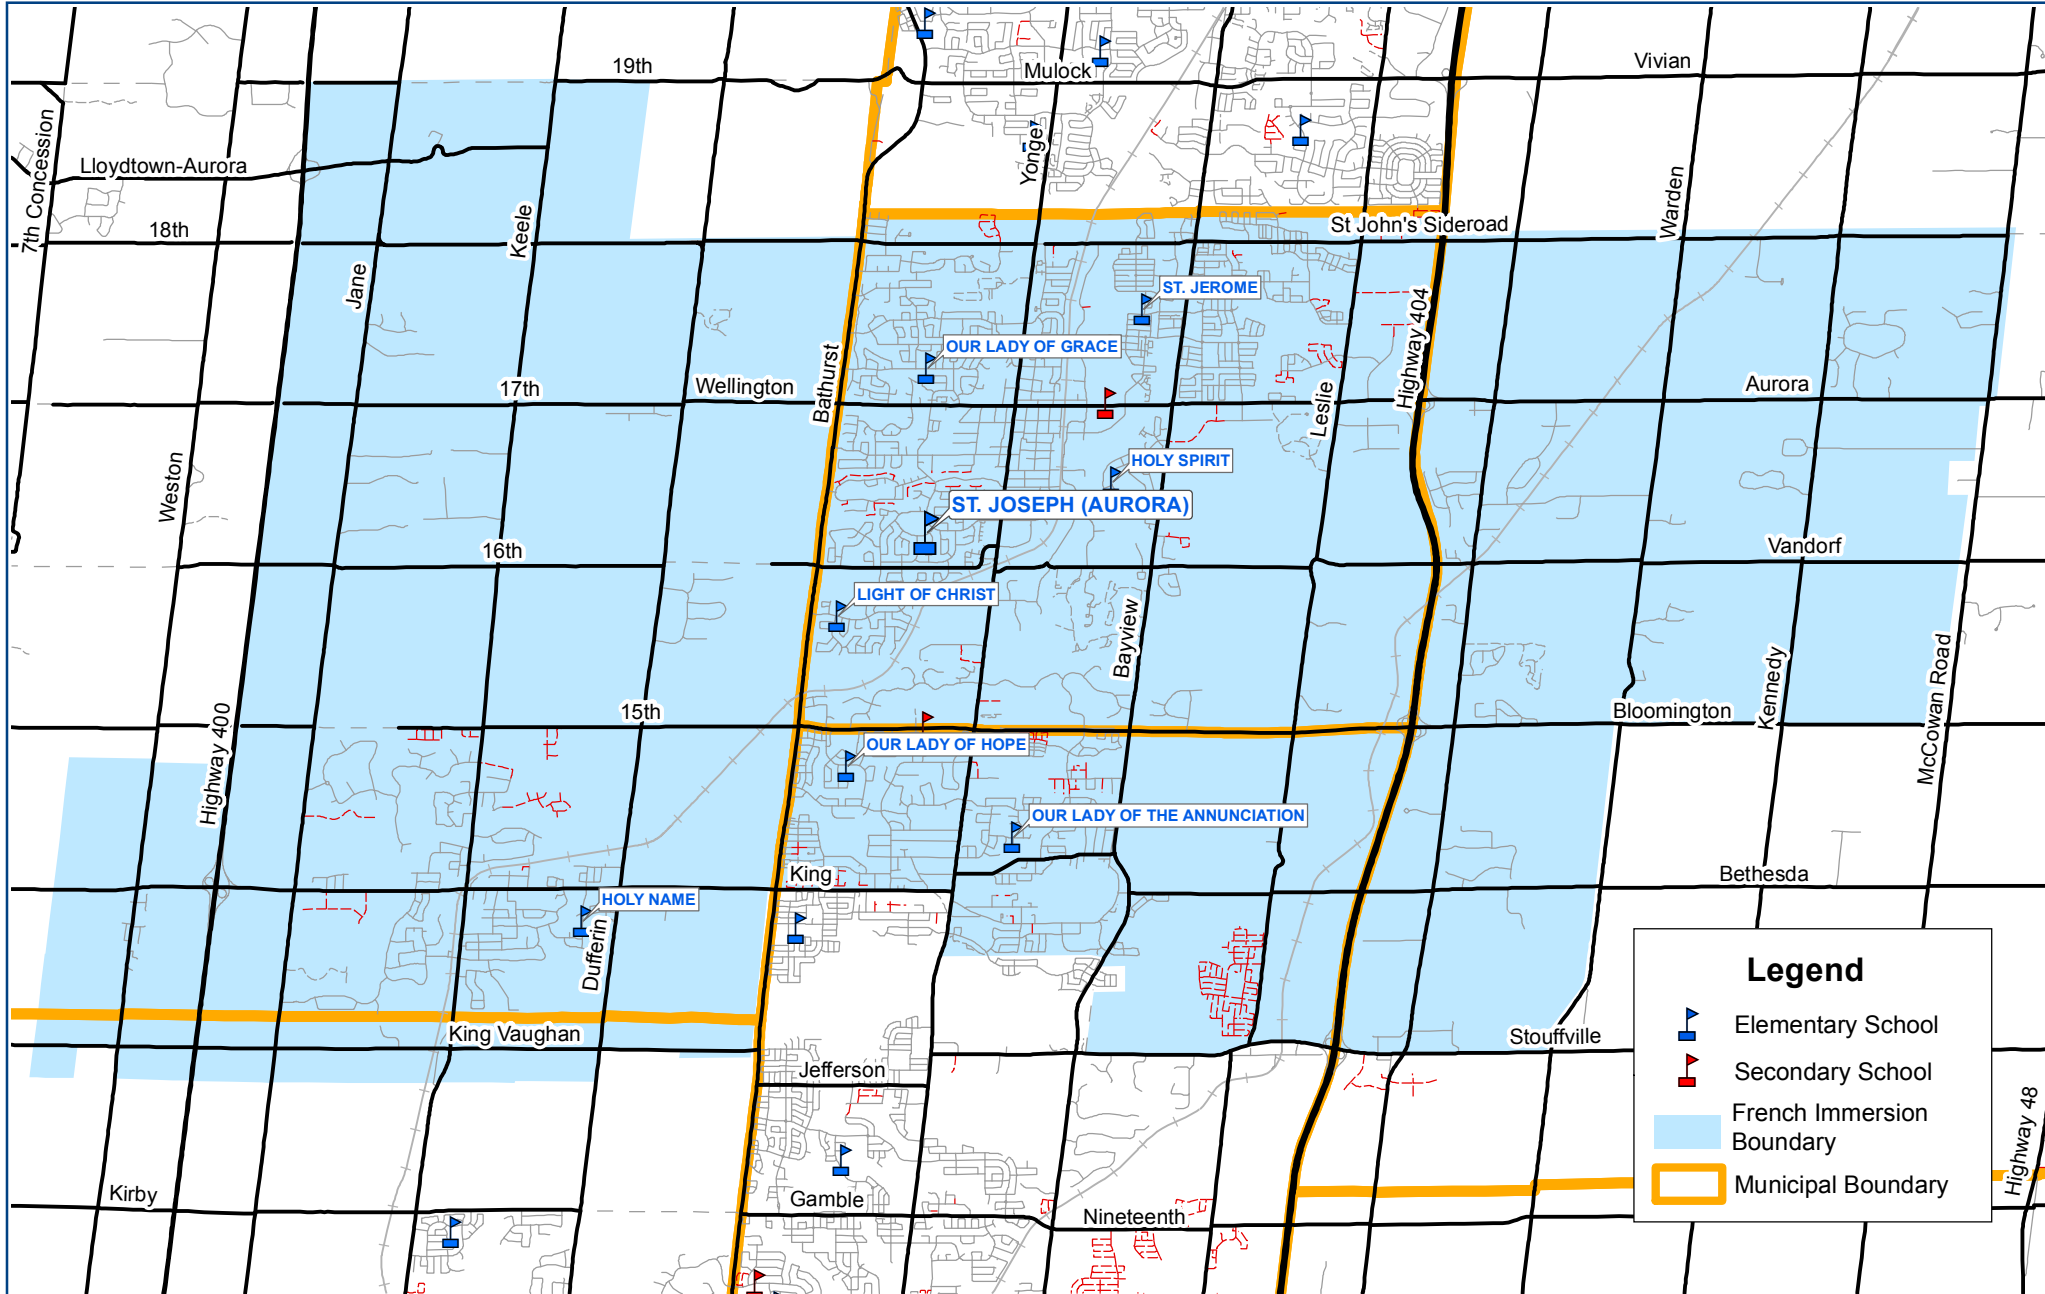 19th
Mulock
Vivian
7th Concession
Lloydtown-Aurora
Yonge
Warden
18th
Keele
St John's Sideroad
Jane
ST. JEROME
Highway 404
OUR LADY OF GRACE
Bathurst
17th
Wellington
Leslie
Aurora
Weston
HOLY SPIRIT
ST. JOSEPH (AURORA)
16th
Vandorf
LIGHT OF CHRIST
Bayview
Kennedy
McCowan Road
15th
Bloomington
Highway 400
OUR LADY OF HOPE
OUR LADY OF THE ANNUNCIATION
King
Bethesda
HOLY NAME
Dufferin
King Vaughan
Stouffville
Jefferson
Kirby
Gamble
Nineteenth
Highway 48
Legend
Elementary School
Secondary School
French Immersion
Boundary
Municipal Boundary